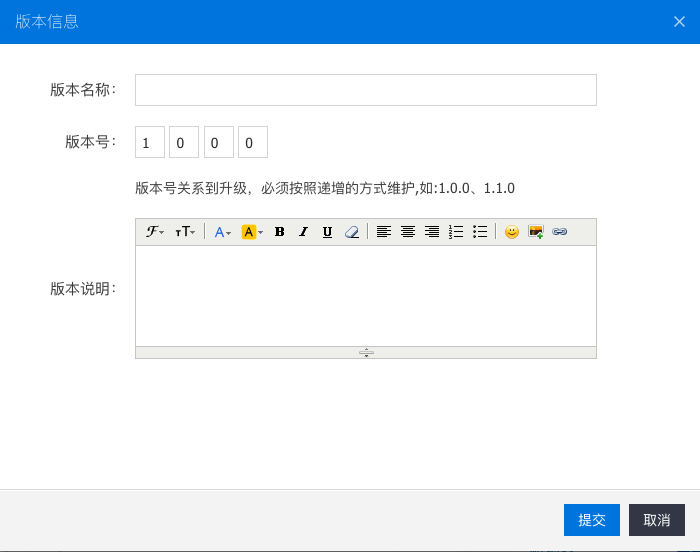 版本信息
版本名称：
版本号： 1 0 0 0
版本号关系到升级，必须按照递增的方式维护,如:1.0.0、1.1.0
版本说明：
提交 取消